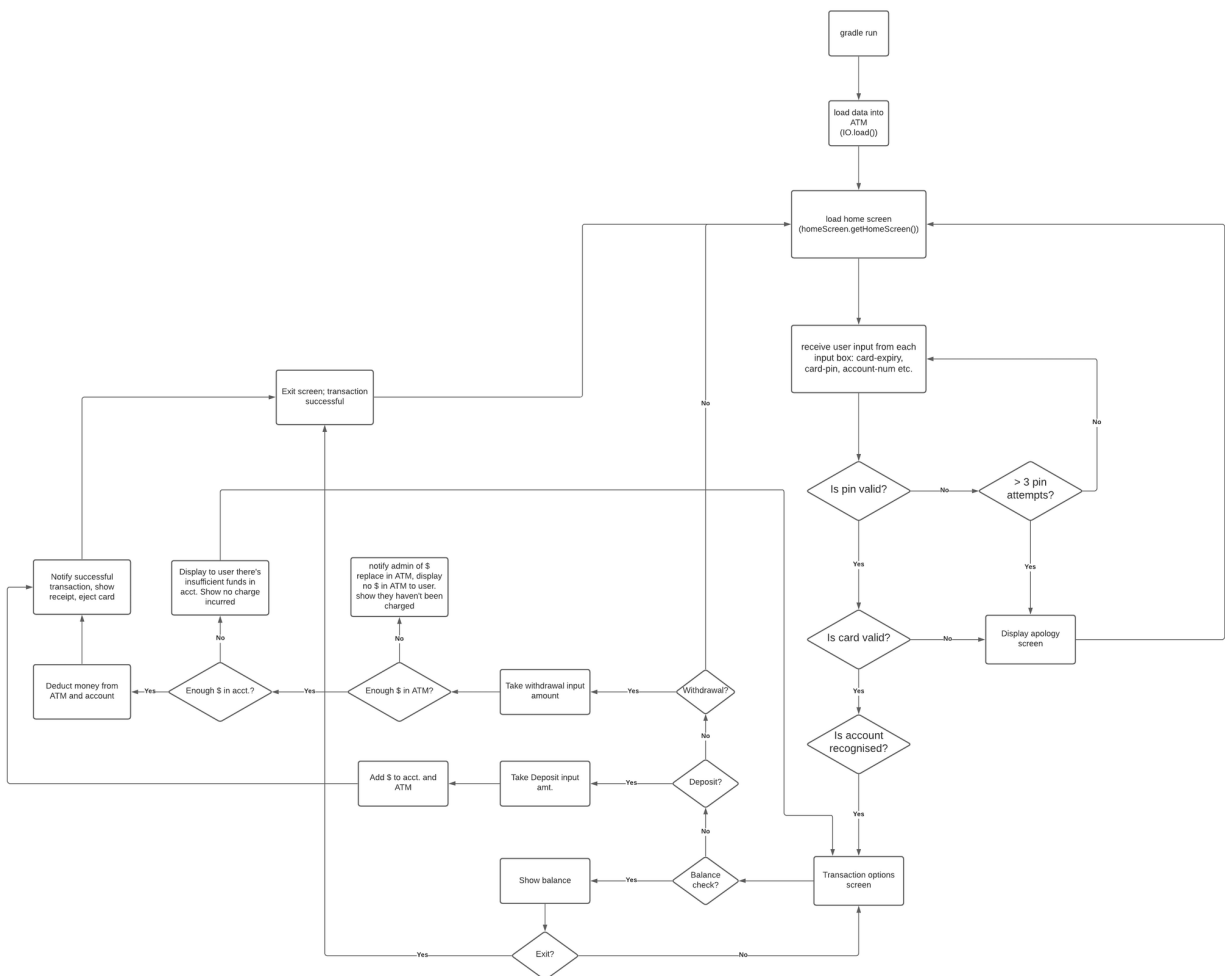 gradle run
load data into
ATM
(IO.load())
load home screen
(homeScreen.getHomeScreen())
receive user input from each
input box: card-expiry,
card-pin, account-num etc.
Exit screen; transaction
successful
No
No
Is pin valid?
No
> 3 pin
attempts?
Yes
Yes
Notify successful
transaction, show
receipt, eject card
Display to user there's
insufficient funds in
acct. Show no charge
incurred
notify admin of $
replace in ATM, display
no $ in ATM to user.
show they haven't been
charged
Is card valid?
No
Display apology
screen
No
No
Deduct money from
ATM and account
Yes
Enough $ in acct.?
Yes
Enough $ in ATM?
Take withdrawal input
amount
Yes
Withdrawal?
Yes
No
Is account
recognised?
Add $ to acct. and
ATM
Take Deposit input
amt.
Yes
Deposit?
Yes
No
Show balance
Yes
Balance
check?
Transaction options
screen
Yes
Exit?
No